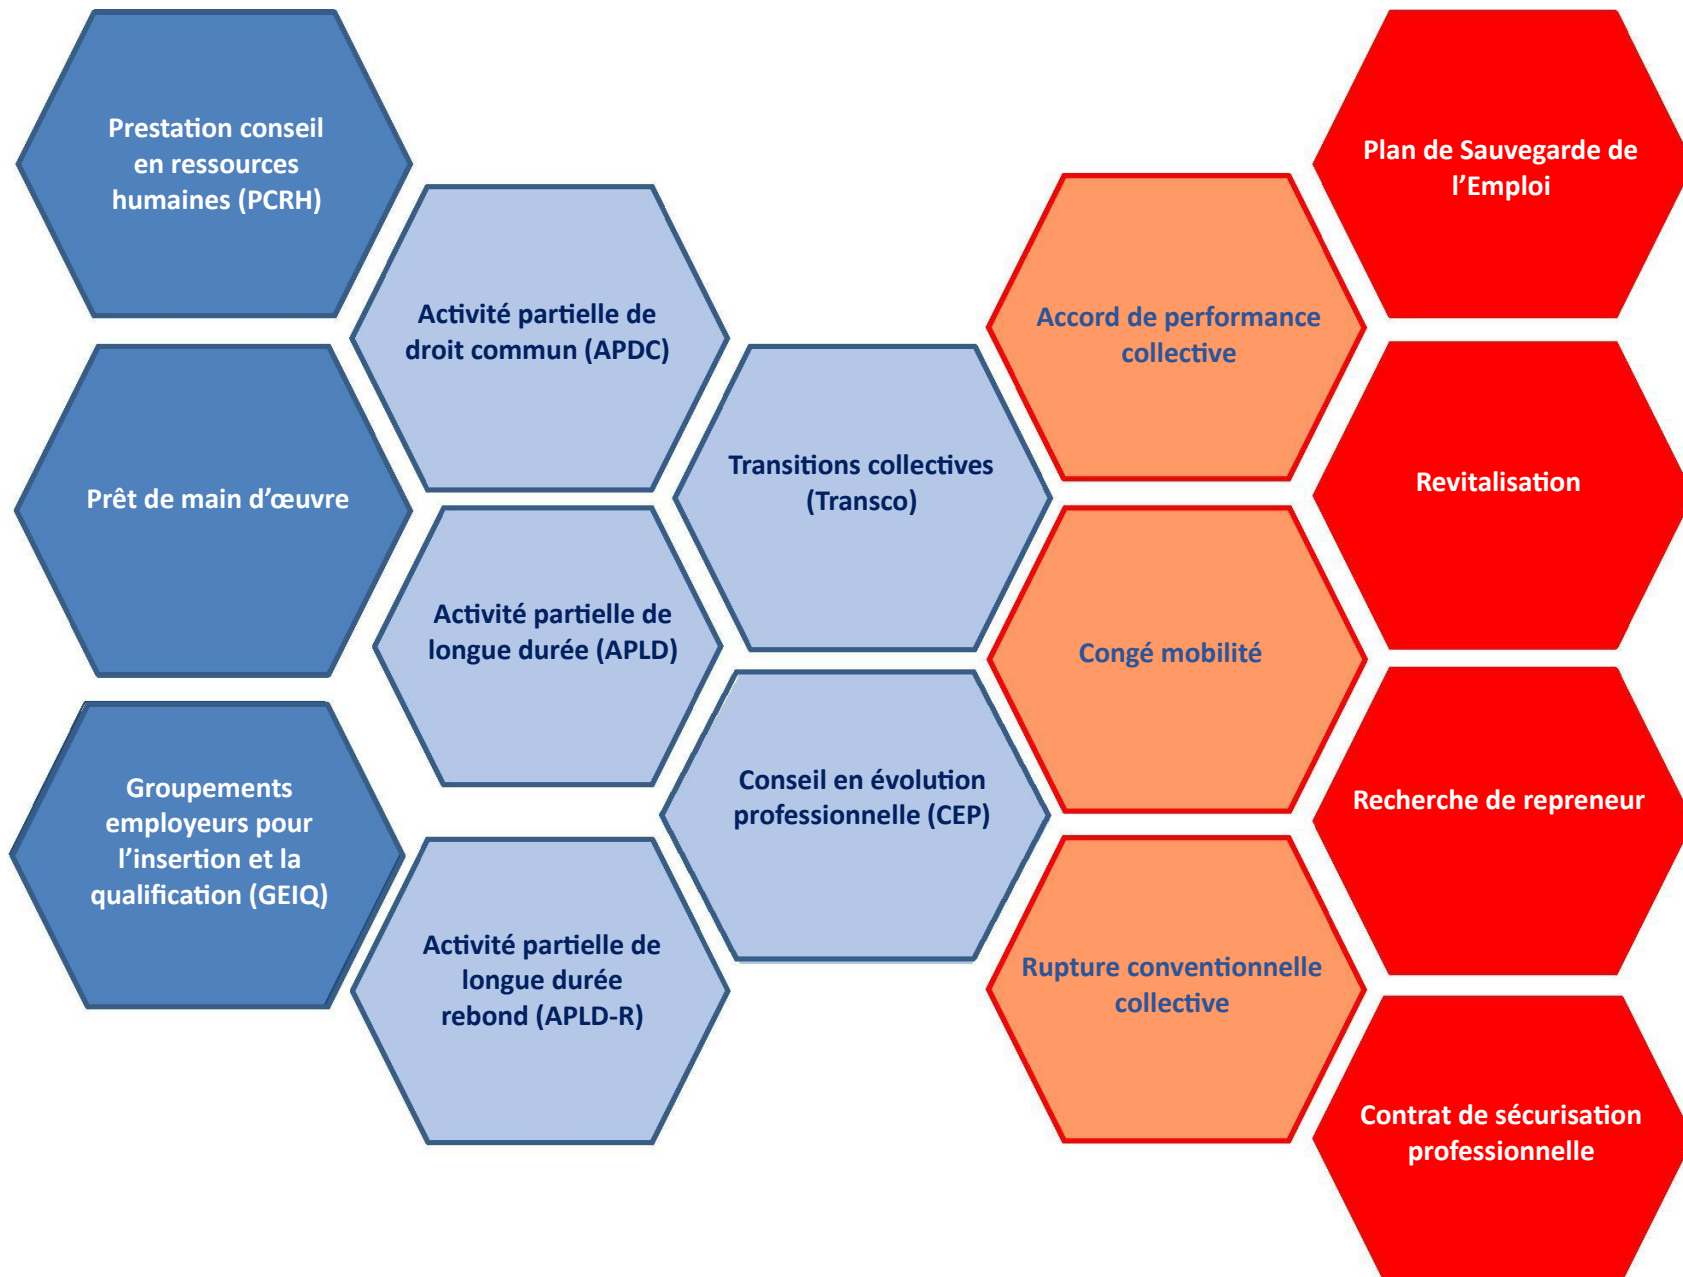 Prestation conseil
en ressources
humaines (PCRH)
Prêt de main d’œuvre
Groupements
employeurs pour
l’insertion et la
qualification (GEIQ)
Activité partielle de
droit commun (APDC)
Activité partielle de
longue durée (APLD)
Activité partielle de
longue durée
rebond (APLD-R)
Transitions collectives
(Transco)
Conseil en évolution
professionnelle (CEP)
Accord de performance
collective
Congé mobilité
Rupture conventionnelle
collective
Plan de Sauvegarde de
l’Emploi
Revitalisation
Recherche de repreneur
Contrat de sécurisation
professionnelle